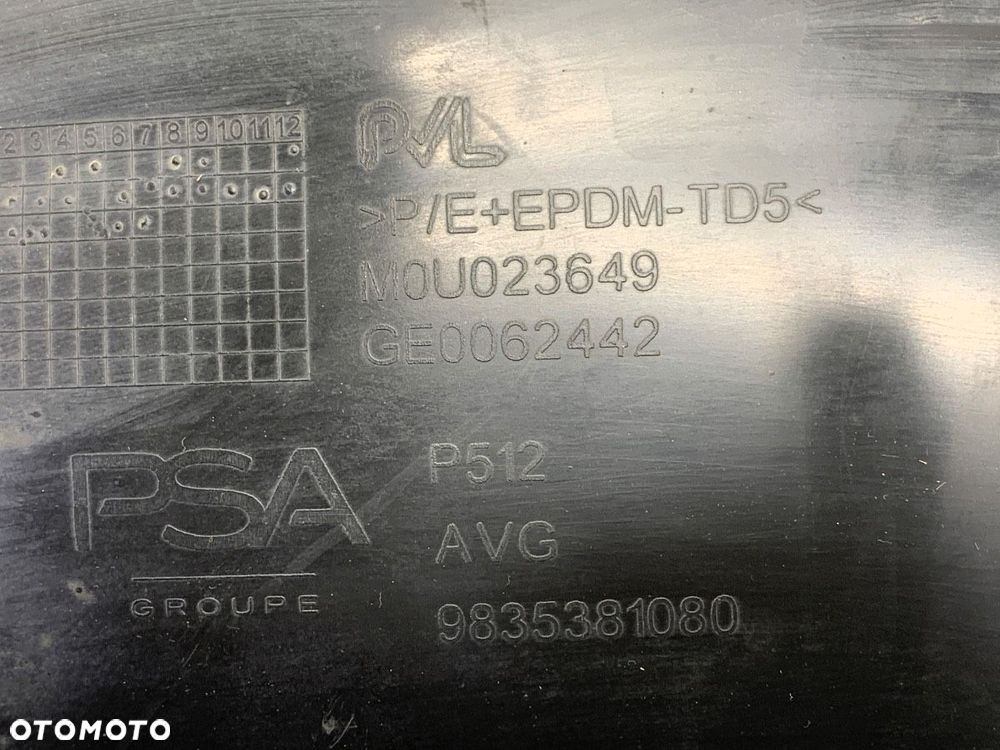 2 3 4 5 6 7 8 9 10 11 12
PVL
>P/E+EPDM-TD5<
M0U023649
GE0062442
PSA
GROUPE
P512
AVG
9835381080
OTOMOTO